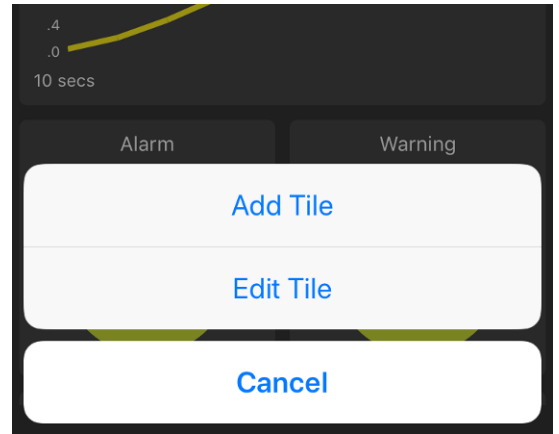 .4
.0
10 secs
Alarm
Warning
Add Tile
Edit Tile
Cancel